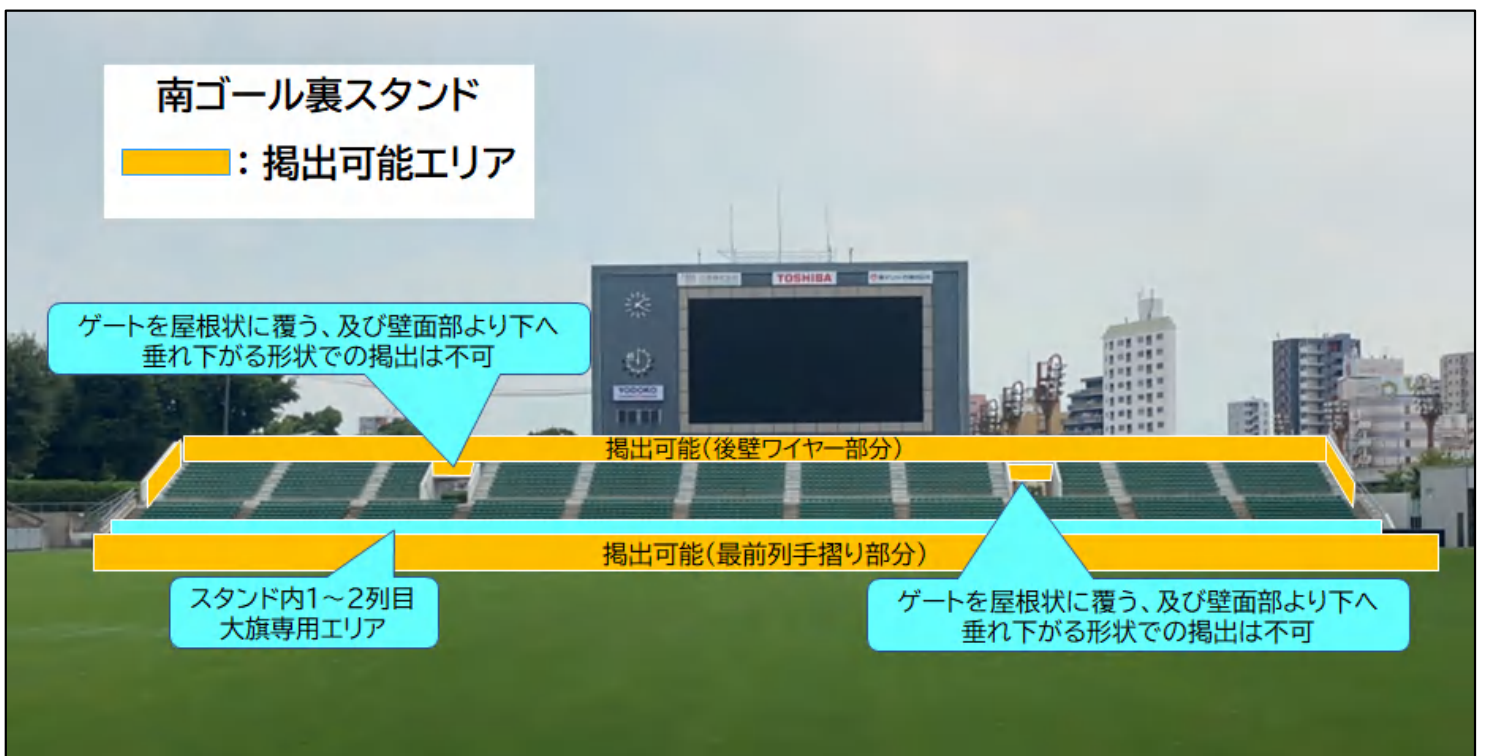 南ゴール裏スタンド
：掲出可能エリア
TOSHIBA
ゲートを屋根状に覆う、及び壁面部より下へ
垂れ下がる形状での掲出は不可
YODOKO
掲出可能(後壁ワイヤー部分)
掲出可能(最前列手摺り部分)
スタンド内1～2列目
大旗専用エリア
ゲートを屋根状に覆う、及び壁面部より下へ
垂れ下がる形状での掲出は不可